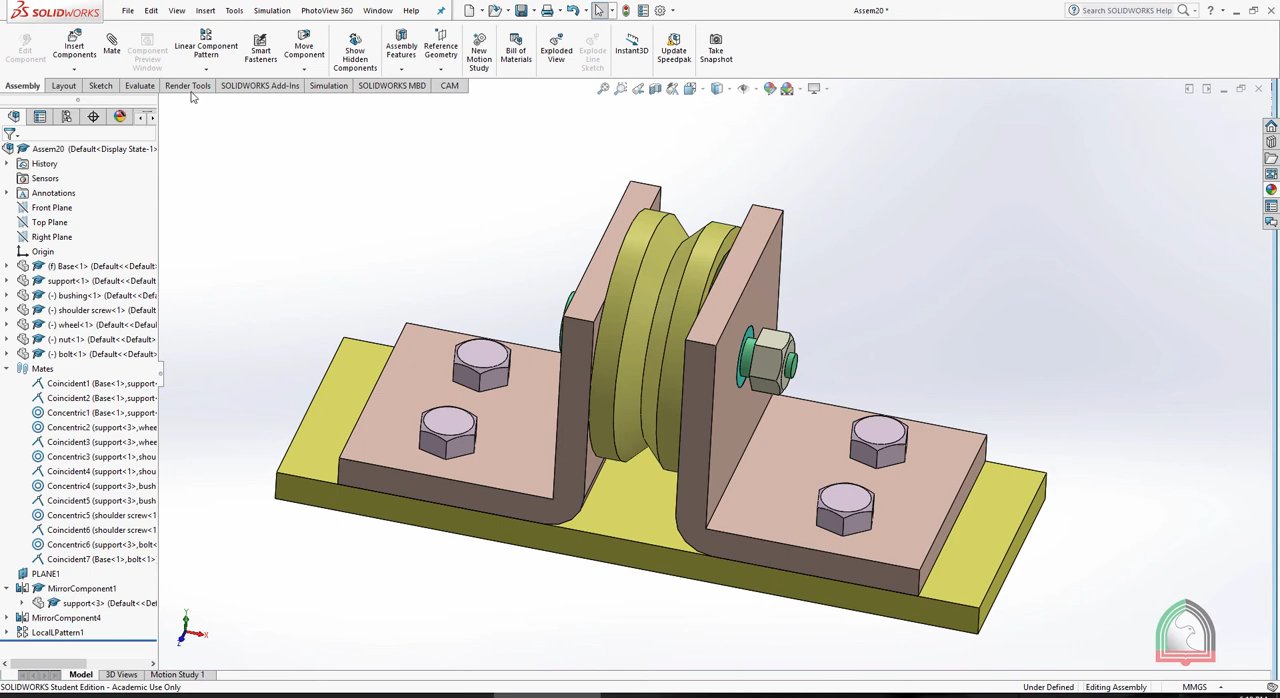 SOLIDWORKS File Edit View Insert Tools Simulation PhotoView 360 Window Help Assem20 * Search SOLIDWORKS Help ?
Edit Component
Insert Components
Mate
Component Preview Window
Linear Component Pattern
Smart Fasteners
Move Component
Show Hidden Components
Assembly Features
Reference Geometry
New Motion Study
Bill of Materials
Exploded View
Explode Line Sketch
Instant3D
Update Speedpak
Take Snapshot
Assembly Layout Sketch Evaluate Render Tools SOLIDWORKS Add-Ins Simulation SOLIDWORKS MBD CAM
Assem20 (Default<Display State-1>
History
Sensors
Annotations
Front Plane
Top Plane
Right Plane
Origin
(f) Base<1> (Default<<Default
support<1> (Default<<Default
(-) bushing<1> (Default<<Defa
(-) shoulder screw<1> (Default
(-) wheel<1> (Default<<Default
(-) nut<1> (Default<<Default
(-) bolt<1> (Default<<Default
Mates
Coincident1 (Base<1>,support
Coincident2 (Base<1>,support
Concentric1 (Base<1>,support
Concentric2 (support<3>,whee
Coincident3 (support<3>,whee
Concentric3 (support<1>,shou
Coincident4 (support<1>,shou
Concentric4 (support<3>,bush
Coincident5 (support<3>,bush
Concentric5 (shoulder screw<1
Coincident6 (shoulder screw<1
Concentric6 (support<3>,bolt<
Coincident7 (Base<1>,bolt<1>
PLANE1
MirrorComponent1
support<3> (Default<<Def
MirrorComponent4
LocalLPattern1
Y
X
Z
Model 3D Views Motion Study 1
SOLIDWORKS Student Edition - Academic Use Only Under Defined Editing Assembly MMGS